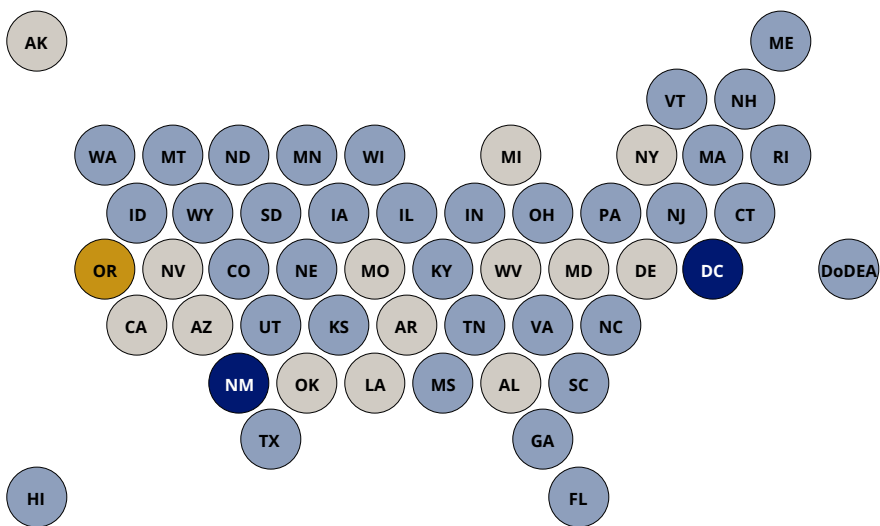 AK ME
VT NH
WA MT ND MN WI MI NY MA RI
ID WY SD IA IL IN OH PA NJ CT
OR NV CO NE MO KY WV MD DE DC DoDEA
CA AZ UT KS AR TN VA NC
NM OK LA MS AL SC
TX GA
HI FL